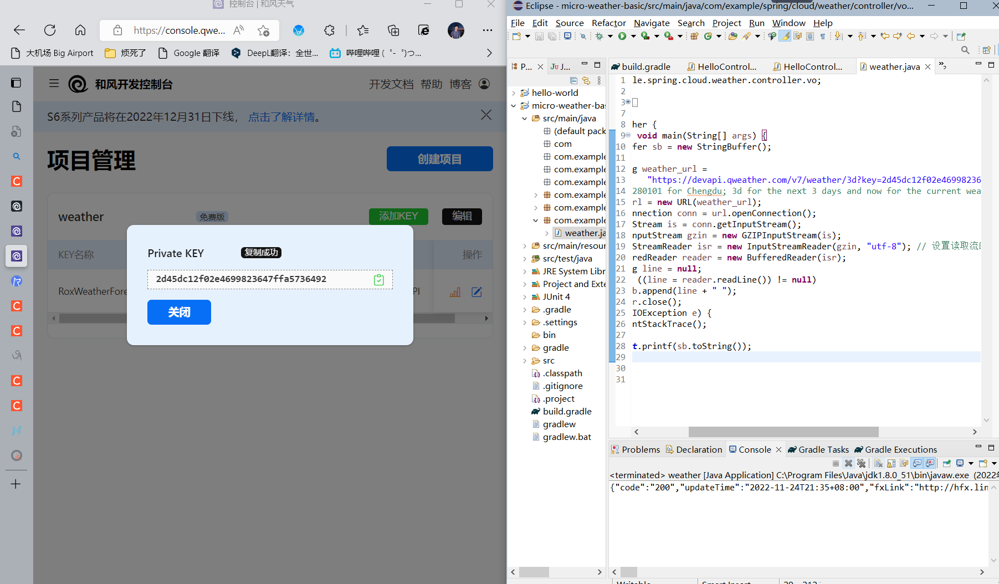 控制台 | 和风天气
https://console.qwe...
大机场 Big Airport
烦死了
Google 翻译
DeepL翻译：全世...
哔哩哔哩 ( ゜- ゜)つ...
和风开发控制台
开发文档 帮助 博客
S6系列产品将在2022年12月31日下线， 点击了解详情。
项目管理
创建项目
weather
免费版
添加KEY
编辑
KEY名称
操作
RoxWeatherFore
PI
Private KEY
复制成功
2d45dc12f02e4699823647ffa5736492
关闭
Eclipse - micro-weather-basic/src/main/java/com/example/spring/cloud/weather/controller/vo...
File Edit Source Refactor Navigate Search Project Run Window Help
P...
J...
hello-world
micro-weather-bas
src/main/java
(default pack
com
com.example
com.example
com.example
com.example
com.example
com.example
weather.ja
src/main/resour
src/test/java
JRE System Libr
Project and Exte
JUnit 4
.gradle
.settings
bin
gradle
src
.classpath
.gitignore
.project
build.gradle
gradlew
gradlew.bat
build.gradle
HelloControl...
HelloControl...
weather.java
1 le.spring.cloud.weather.controller.vo;
2
3
7
8 her {
9 void main(String[] args) {
10 fer sb = new StringBuffer();
11
12 g weather_url =
13 "https://devapi.qweather.com/v7/weather/3d?key=2d45dc12f02e46998236
14 280101 for Chengdu; 3d for the next 3 days and now for the current wea
15 rl = new URL(weather_url);
16 nnection conn = url.openConnection();
17 Stream is = conn.getInputStream();
18 nputStream gzin = new GZIPInputStream(is);
19 StreamReader isr = new InputStreamReader(gzin, "utf-8"); // 设置读取流的
20 redReader reader = new BufferedReader(isr);
21 g line = null;
22 ((line = reader.readLine()) != null)
23 b.append(line + " ");
24 r.close();
25 IOException e) {
26 ntStackTrace();
27
28 t.printf(sb.toString());
29
30
31
Problems
Declaration
Console
Gradle Tasks
Gradle Executions
<terminated> weather [Java Application] C:\Program Files\Java\jdk1.8.0_51\bin\javaw.exe (2022年
{"code":"200","updateTime":"2022-11-24T21:35+08:00","fxLink":"http://hfx.lin
Writable
Smart Insert